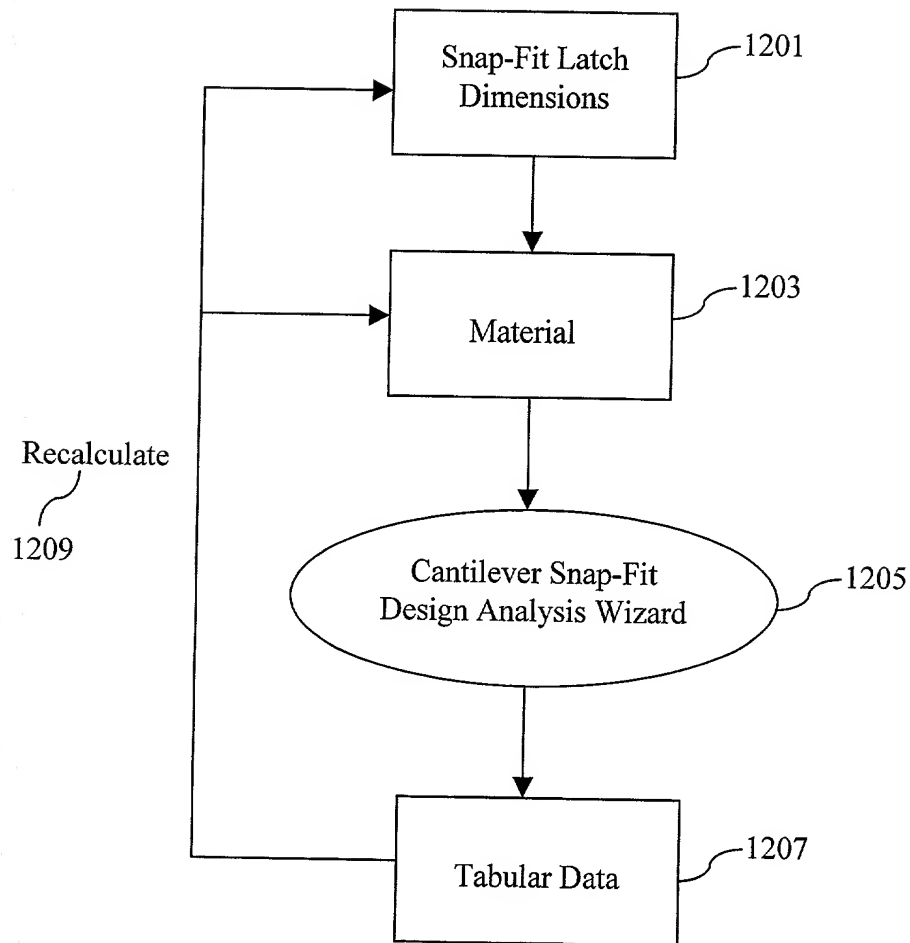 Snap-Fit Latch
Dimensions
1201
Material
1203
Recalculate
1209
Cantilever Snap-Fit
Design Analysis Wizard
1205
Tabular Data
1207